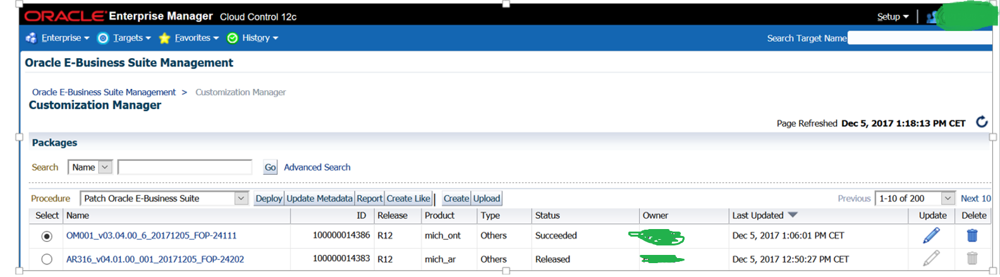 ORACLE Enterprise Manager Cloud Control 12c Setup
Enterprise Targets Favorites History Search Target Name
Oracle E-Business Suite Management
Oracle E-Business Suite Management > Customization Manager
Customization Manager
Page Refreshed Dec 5, 2017 1:18:13 PM CET
Packages
Search Name Go Advanced Search
Procedure Patch Oracle E-Business Suite Deploy Update Metadata Report Create Like Create Upload Previous 1-10 of 200 Next 10
Select Name ID Release Product Type Status Owner Last Updated Update Delete
OM001_v03.04.00_6_20171205_FOP-24111 100000014386 R12 mich_ont Others Succeeded Dec 5, 2017 1:06:01 PM CET
AR316_v04.01.00_001_20171205_FOP-24202 100000014383 R12 mich_ar Others Released Dec 5, 2017 12:50:27 PM CET